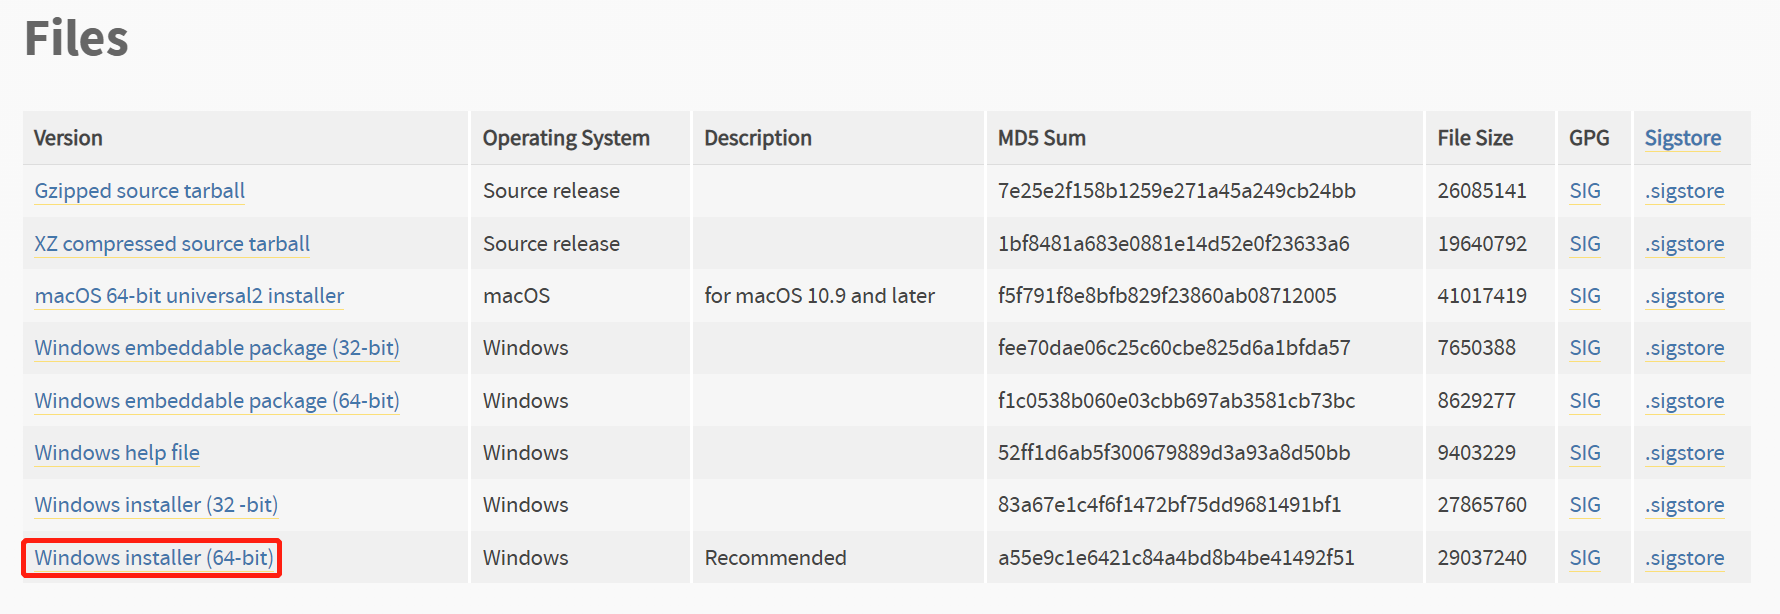 Files
Version Operating System Description MD5 Sum File Size GPG Sigstore
Gzipped source tarball Source release 7e25e2f158b1259e271a45a249cb24bb 26085141 SIG .sigstore
XZ compressed source tarball Source release 1bf8481a683e0881e14d52e0f23633a6 19640792 SIG .sigstore
macOS 64-bit universal2 installer macOS for macOS 10.9 and later f5f791f8e8bfb829f23860ab08712005 41017419 SIG .sigstore
Windows embeddable package (32-bit) Windows fee70dae06c25c60cbe825d6a1bfda57 7650388 SIG .sigstore
Windows embeddable package (64-bit) Windows f1c0538b060e03cbb697ab3581cb73bc 8629277 SIG .sigstore
Windows help file Windows 52ff1d6ab5f300679889d3a93a8d50bb 9403229 SIG .sigstore
Windows installer (32 -bit) Windows 83a67e1c4f6f1472bf75dd9681491bf1 27865760 SIG .sigstore
Windows installer (64-bit) Windows Recommended a55e9c1e6421c84a4bd8b4be41492f51 29037240 SIG .sigstore